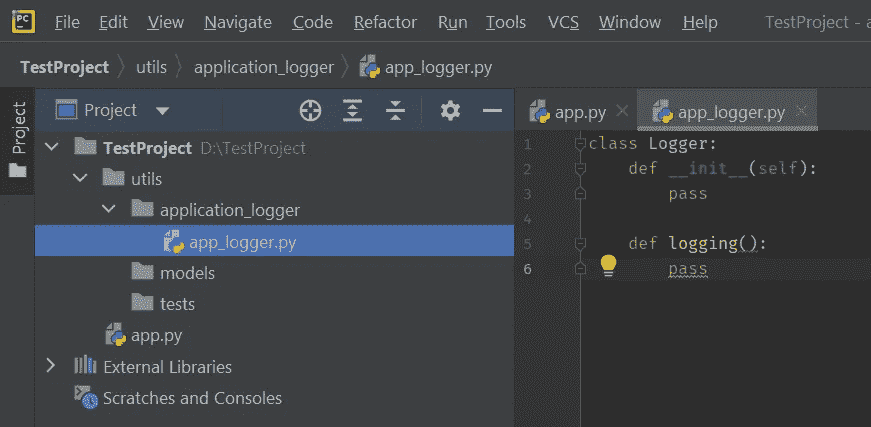 PC File Edit View Navigate Code Refactor Run Tools VCS Window Help TestProject - a
TestProject utils application_logger app_logger.py
Project
Project
app.py app_logger.py
TestProject D:\TestProject
utils
application_logger
app_logger.py
models
tests
app.py
External Libraries
Scratches and Consoles
1 class Logger:
2 def __init__(self):
3 pass
4
5 def logging():
6 pass